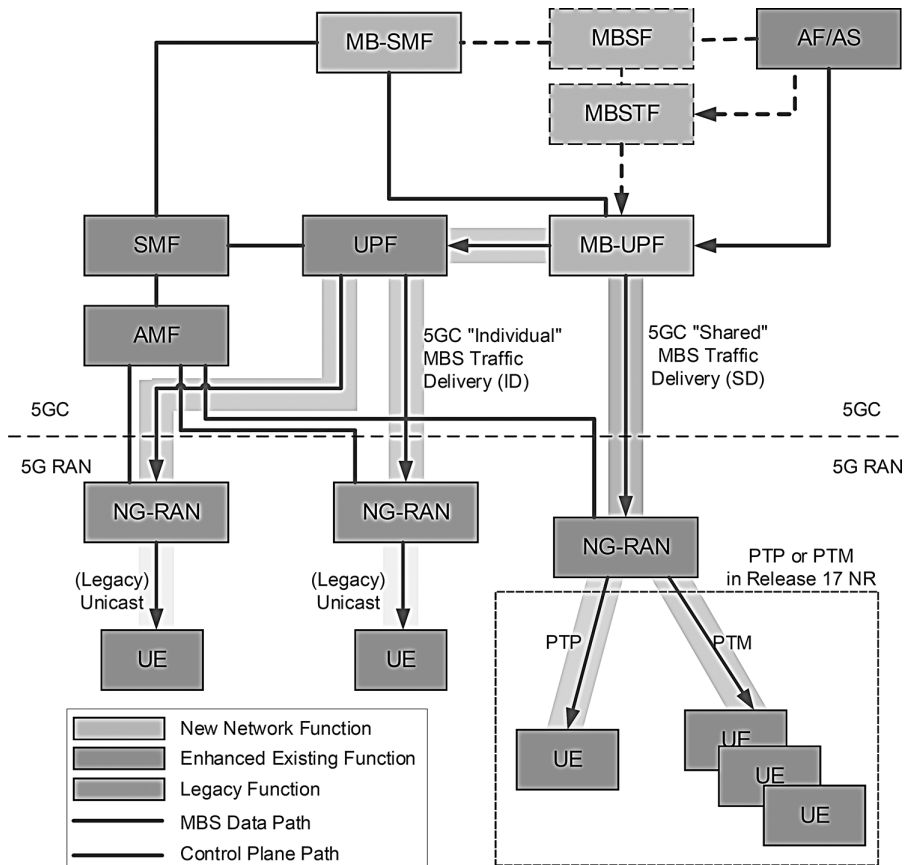 MB-SMF
MBSF
AF/AS
MBSTF
SMF
UPF
MB-UPF
AMF
5GC "Individual"
MBS Traffic
Delivery (ID)
5GC "Shared"
MBS Traffic
Delivery (SD)
5GC
5GC
5G RAN
5G RAN
NG-RAN
NG-RAN
NG-RAN
PTP or PTM
in Release 17 NR
(Legacy)
Unicast
(Legacy)
Unicast
UE
UE
PTP
PTM
UE
UE
UE
UE
New Network Function
Enhanced Existing Function
Legacy Function
MBS Data Path
Control Plane Path